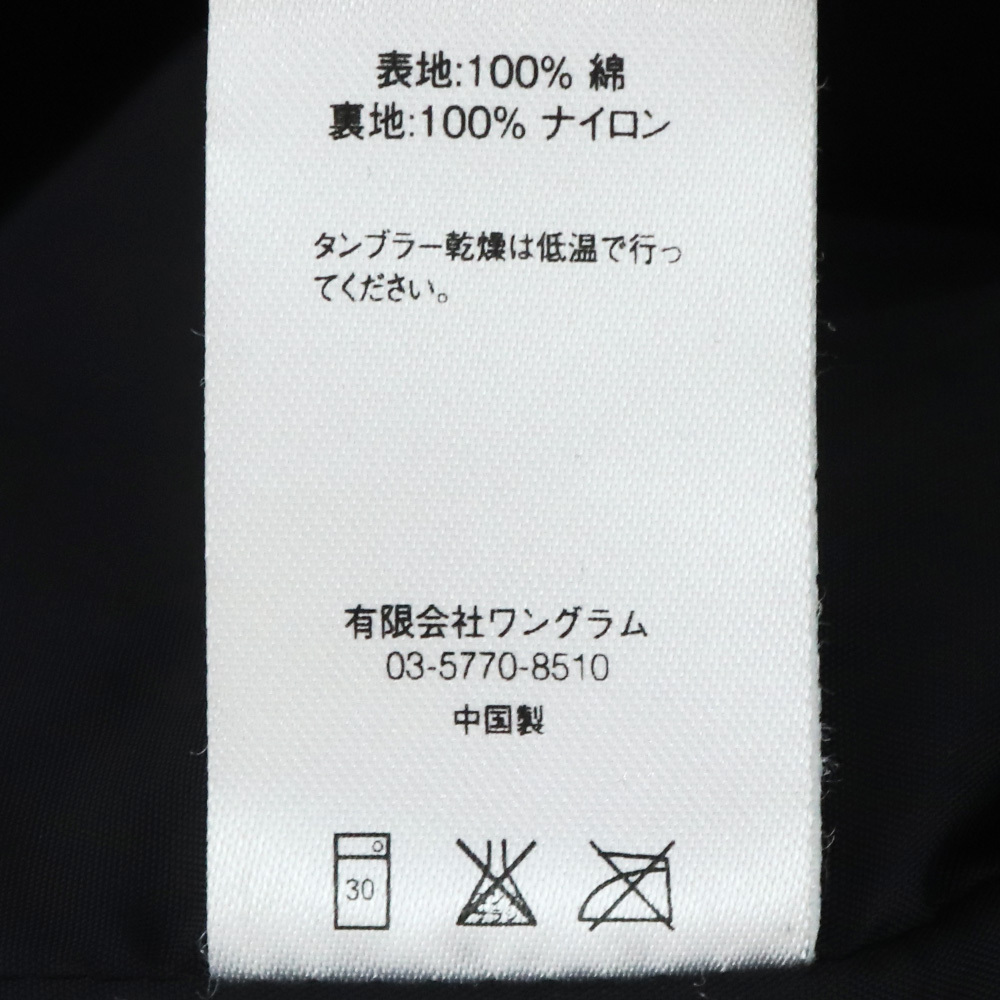 表地:100% 綿
裏地:100% ナイロン
タンブラー乾燥は低温で行っ
てください。
有限会社ワングラム
03-5770-8510
中国製
30